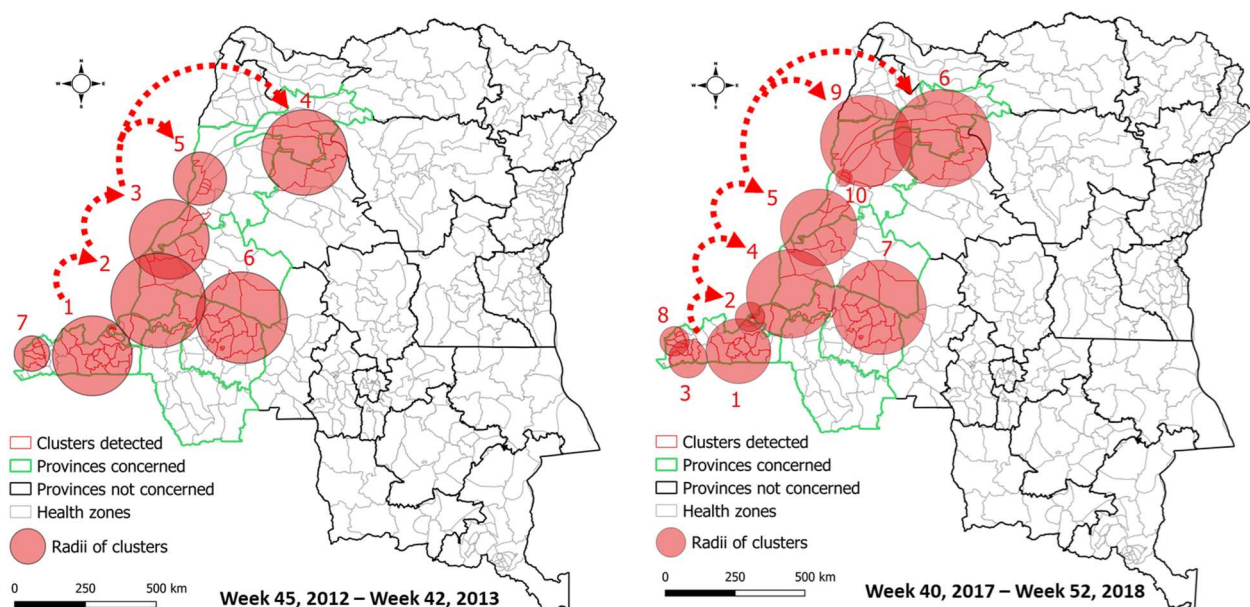 N
W E
S
4
5
3
2
6
1
7
Clusters detected
Provinces concerned
Provinces not concerned
Health zones
Radii of clusters
0 250 500 km
Week 45, 2012 – Week 42, 2013
N
W E
S
6
9
5
10
4
7
2
8
3
1
Clusters detected
Provinces concerned
Provinces not concerned
Health zones
Radii of clusters
0 250 500 km
Week 40, 2017 – Week 52, 2018